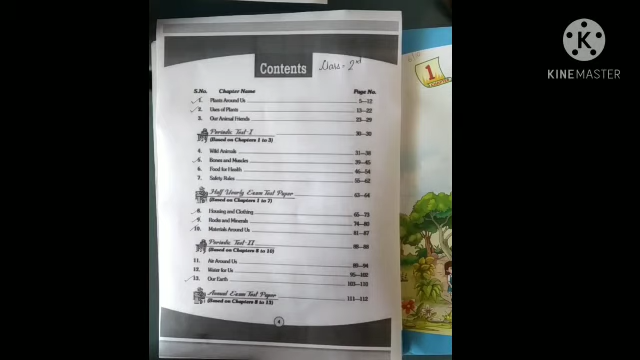 Contents
Class - 2nd
S.No. Chapter Name Page No.
1. Plants Around Us 5—12
2. Uses of Plants 13—22
3. Our Animal Friends 23—29
Periodic Test-I 30—30
(Based on Chapters 1 to 3)
4. Wild Animals 31—38
5. Bones and Muscles 39—45
6. Food for Health 46—54
7. Safety Rules 55—62
Half Yearly Exam Test Paper 63—64
(Based on Chapters 1 to 7)
8. Housing and Clothing 65—73
9. Rocks and Minerals 74—80
10. Materials Around Us 81—87
Periodic Test-II 88—88
(Based on Chapters 8 to 10)
11. Air Around Us 89—94
12. Water for Us 95—102
13. Our Earth 103—110
Annual Exam Test Paper 111—112
(Based on Chapters 8 to 13)
4
1
KINEMASTER